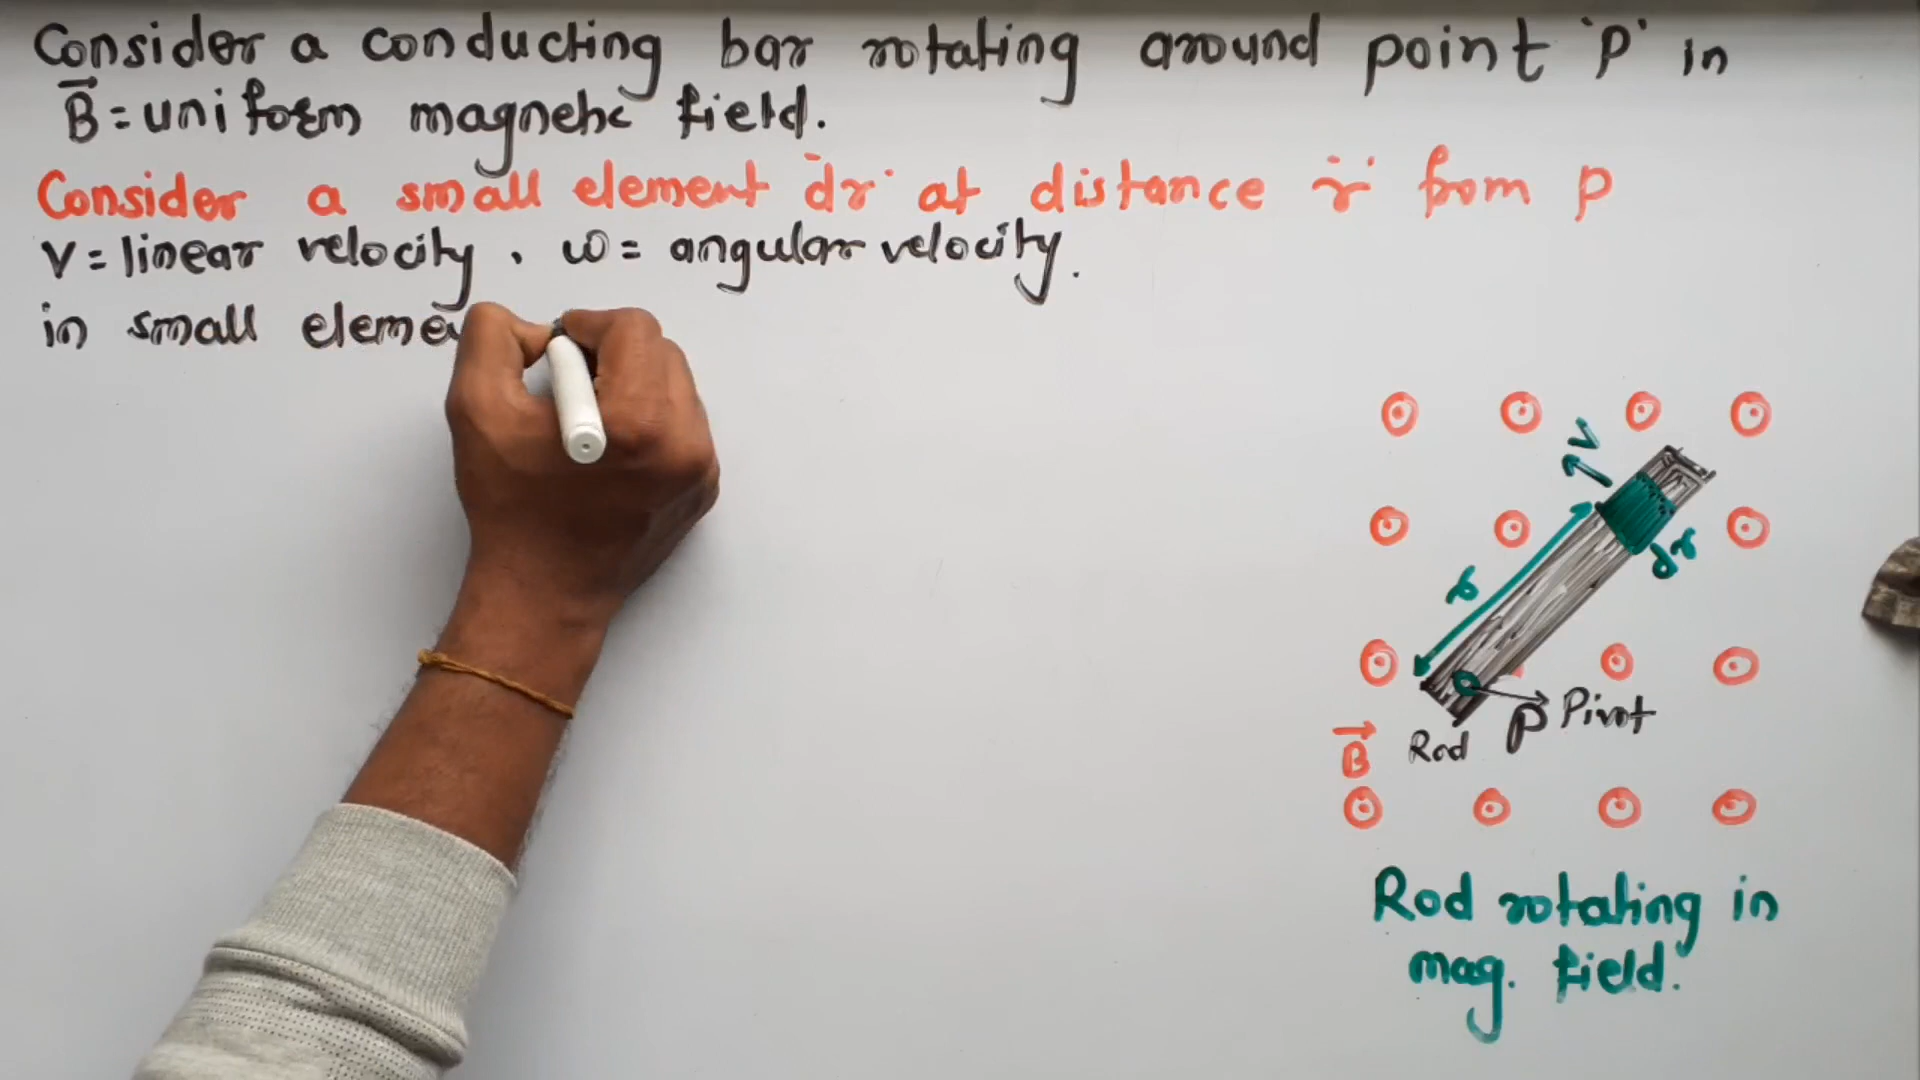 Consider a conducting bar rotating around point 'P' in
B = uniform magnetic field.
Consider a small element 'dr' at distance 'r' from P
V = linear velocity, ω = angular velocity.
in small
V
dr
r
P Pivot
B Rod
Rod rotating in
mag. field.